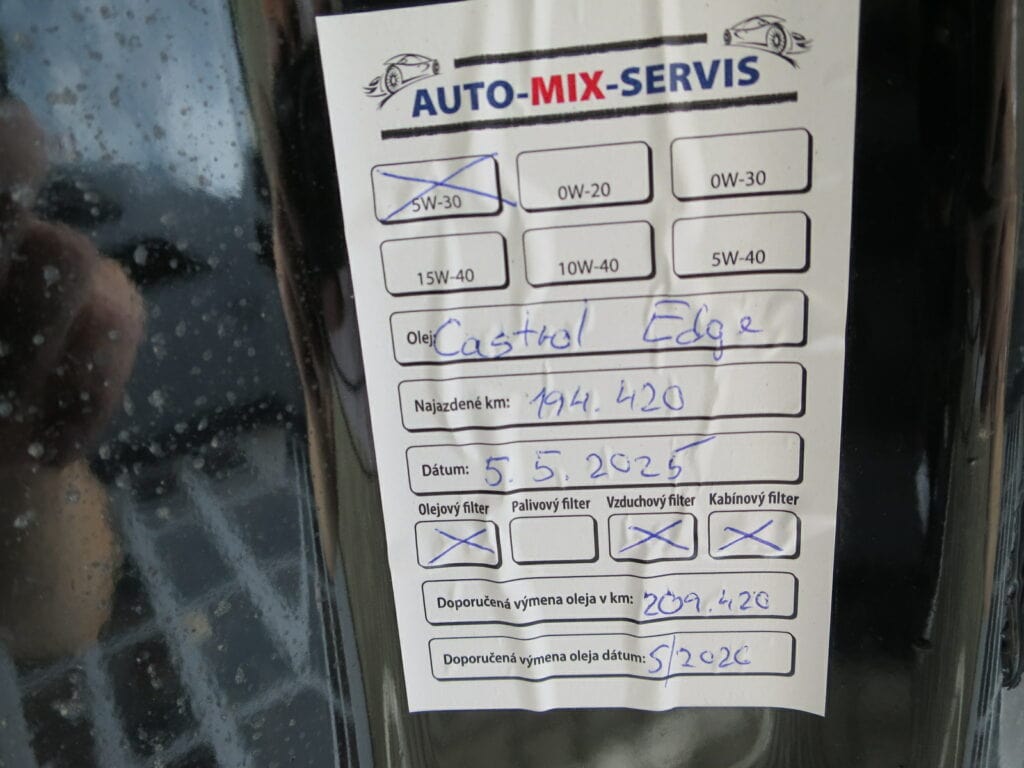 AUTO-MIX-SERVIS
5W-30 0W-20 0W-30
15W-40 10W-40 5W-40
Olej: Castrol Edge
Najazdené km: 194.420
Dátum: 5.5.2025
Olejový filter Palivový filter Vzduchový filter Kabínový filter
Doporučená výmena oleja v km: 209.420
Doporučená výmena oleja dátum: 5/2026